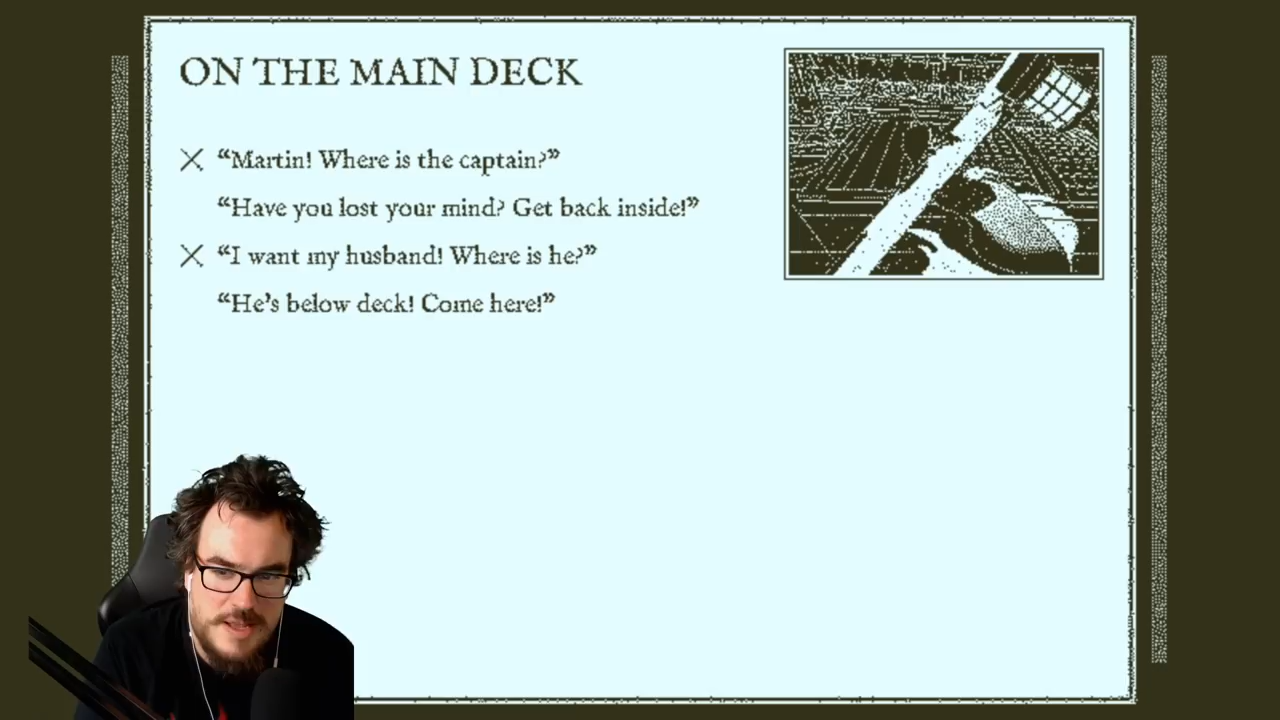 ON THE MAIN DECK
“Martin! Where is the captain?”
“Have you lost your mind? Get back inside!”
“I want my husband! Where is he?”
“He's below deck! Come here!”